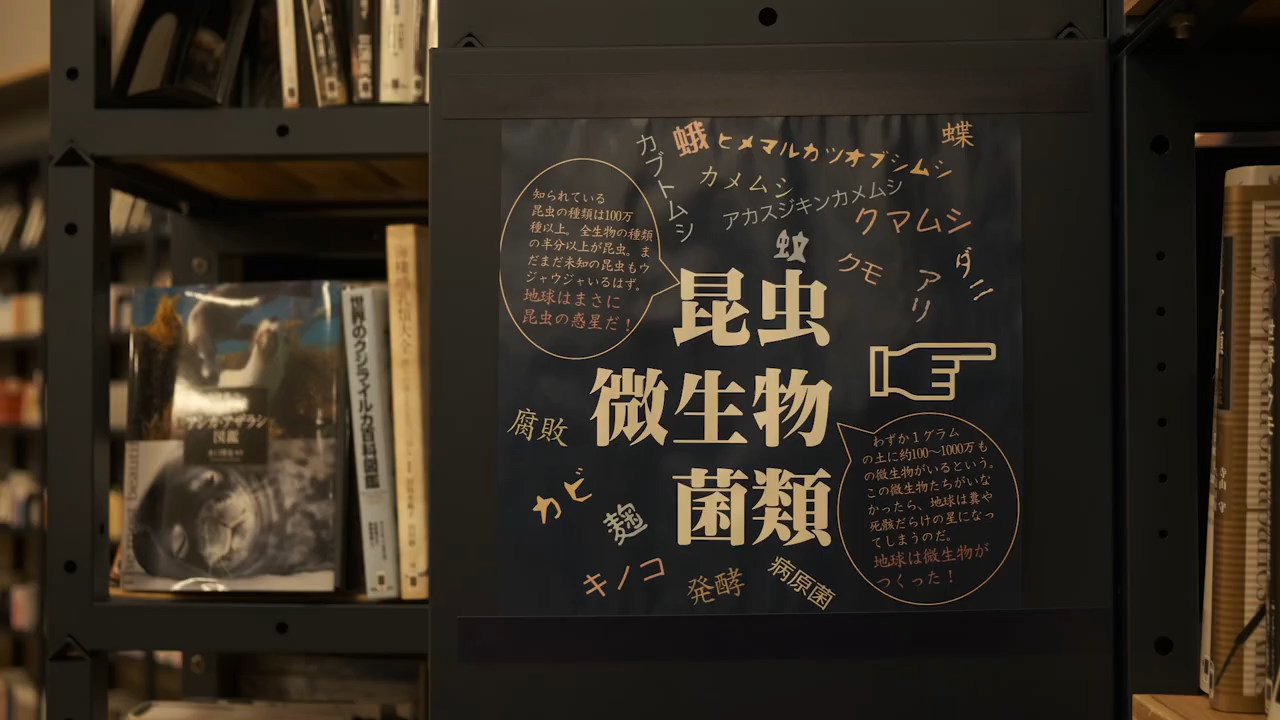 カブトムシ
蛾
ヒメマルカツオブシムシ
蝶
カメムシ
アカスジキンカメムシ
クマムシ
蚊
クモ
アリ
ダニ
知られている
昆虫の種類は100万
種以上。全生物の種類
の半分以上が昆虫。ま
だまだ未知の昆虫もウ
ジャウジャいるはず。
地球はまさに
昆虫の惑星だ！
昆虫
微生物
菌類
わずか1グラム
の土に約100〜1000万も
の微生物がいるという。
この微生物たちがいな
かったら、地球は糞や
死骸だらけの星になっ
てしまうのだ。
地球は微生物が
つくった！
腐敗
カビ
麹
キノコ
発酵
病原菌
図鑑
世界のクジライルカ百科図鑑